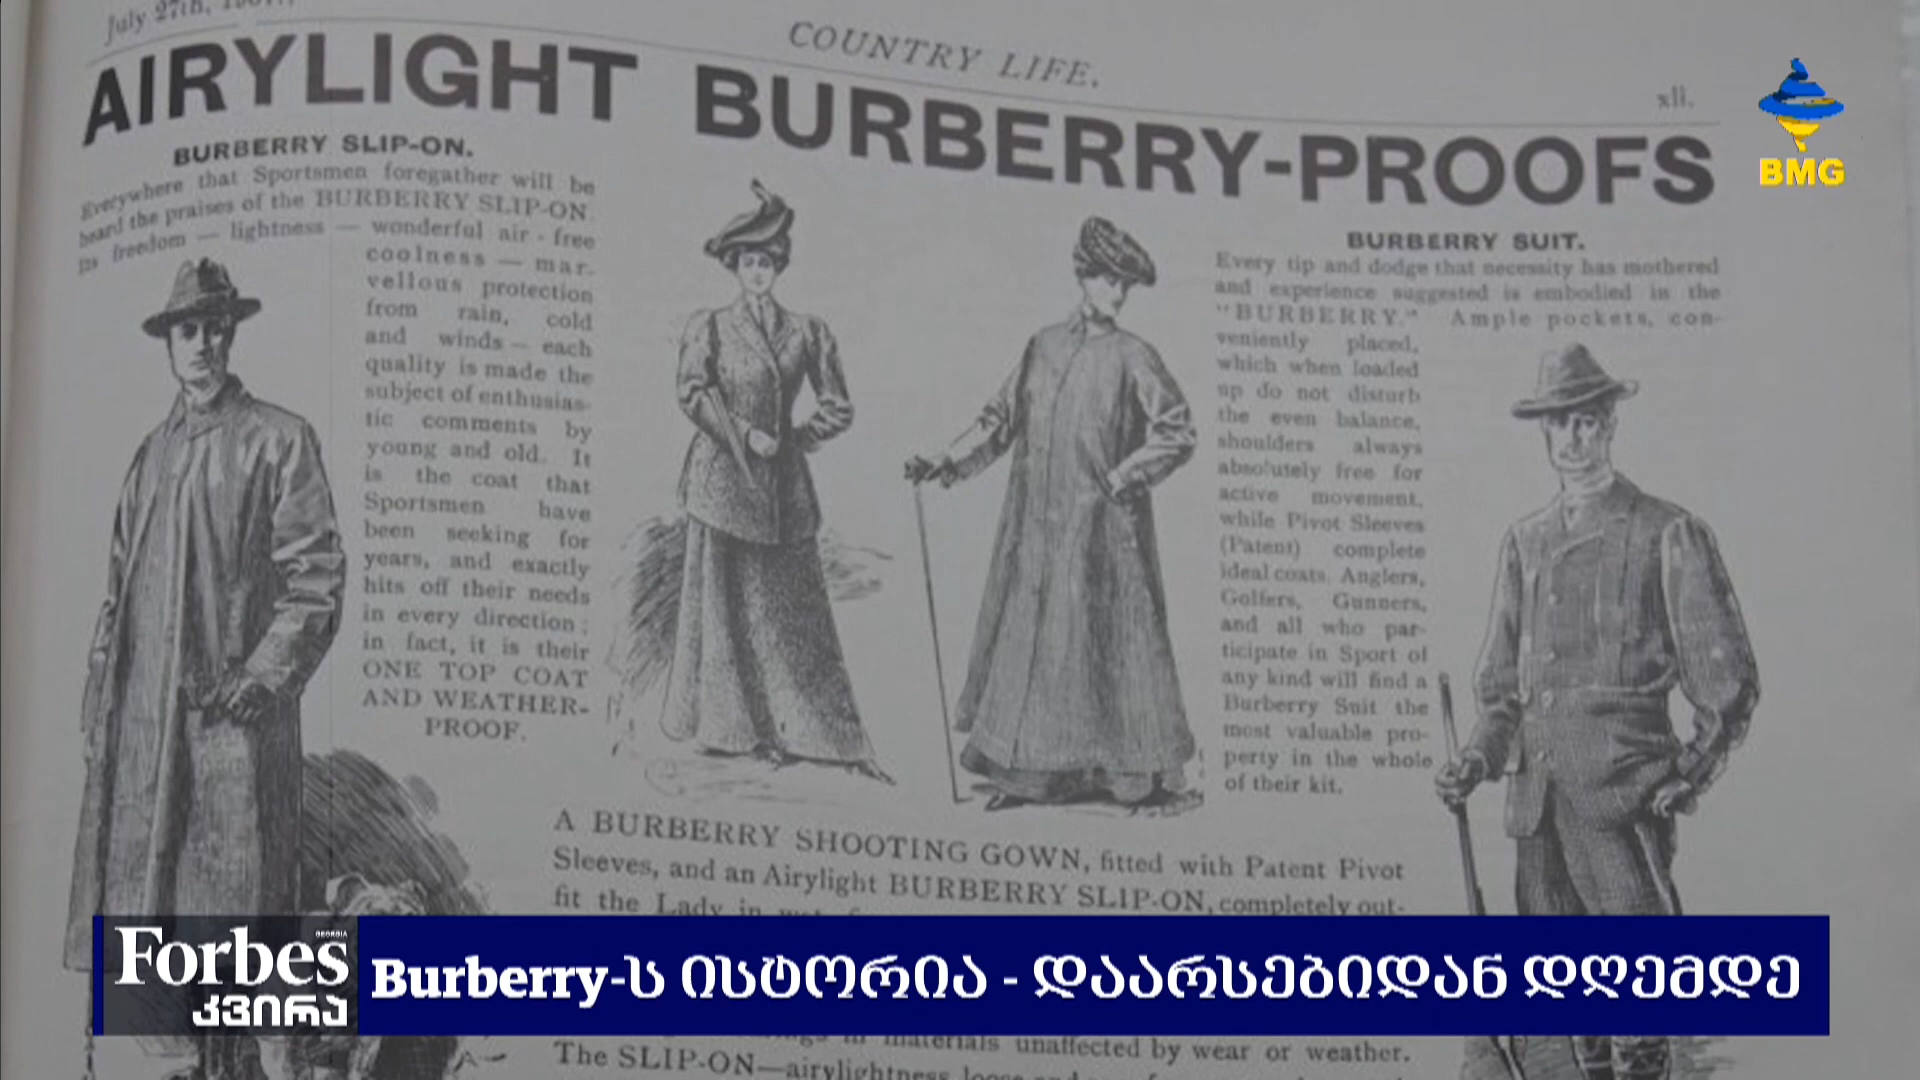 July 27th,
COUNTRY LIFE.
xli.
AIRYLIGHT BURBERRY-PROOFS
BURBERRY SLIP-ON.
Everywhere that Sportsmen foregather will be
heard the praises of the BURBERRY SLIP-ON.
Its freedom — lightness — wonderful air-free
coolness — mar-
vellous protection
from rain, cold
and winds — each
quality is made the
subject of enthusias-
tic comments by
young and old. It
is the coat that
Sportsmen have
been seeking for
years, and exactly
hits off their needs
in every direction;
in fact, it is their
ONE TOP COAT
AND WEATHER-
PROOF.
BURBERRY SUIT.
Every tip and dodge that necessity has mothered
and experience suggested is embodied in the
"BURBERRY." Ample pockets, con-
veniently placed,
which when loaded
up do not disturb
the even balance,
shoulders always
absolutely free for
active movement,
while Pivot Sleeves
(Patent) complete
ideal coats. Anglers,
Golfers, Gunners,
and all who par-
ticipate in Sport of
any kind will find a
Burberry Suit the
most valuable pro-
perty in the whole
of their kit.
A BURBERRY SHOOTING GOWN, fitted with Patent Pivot
Sleeves, and an Airylight BURBERRY SLIP-ON, completely out-
fit the Lady in
in materials unaffected by wear or weather.
The SLIP-ON—airylightness loose
BMG
Forbes
GEORGIA
კვირა
Burberry-ს ისტორია - დაარსებიდან დღემდე